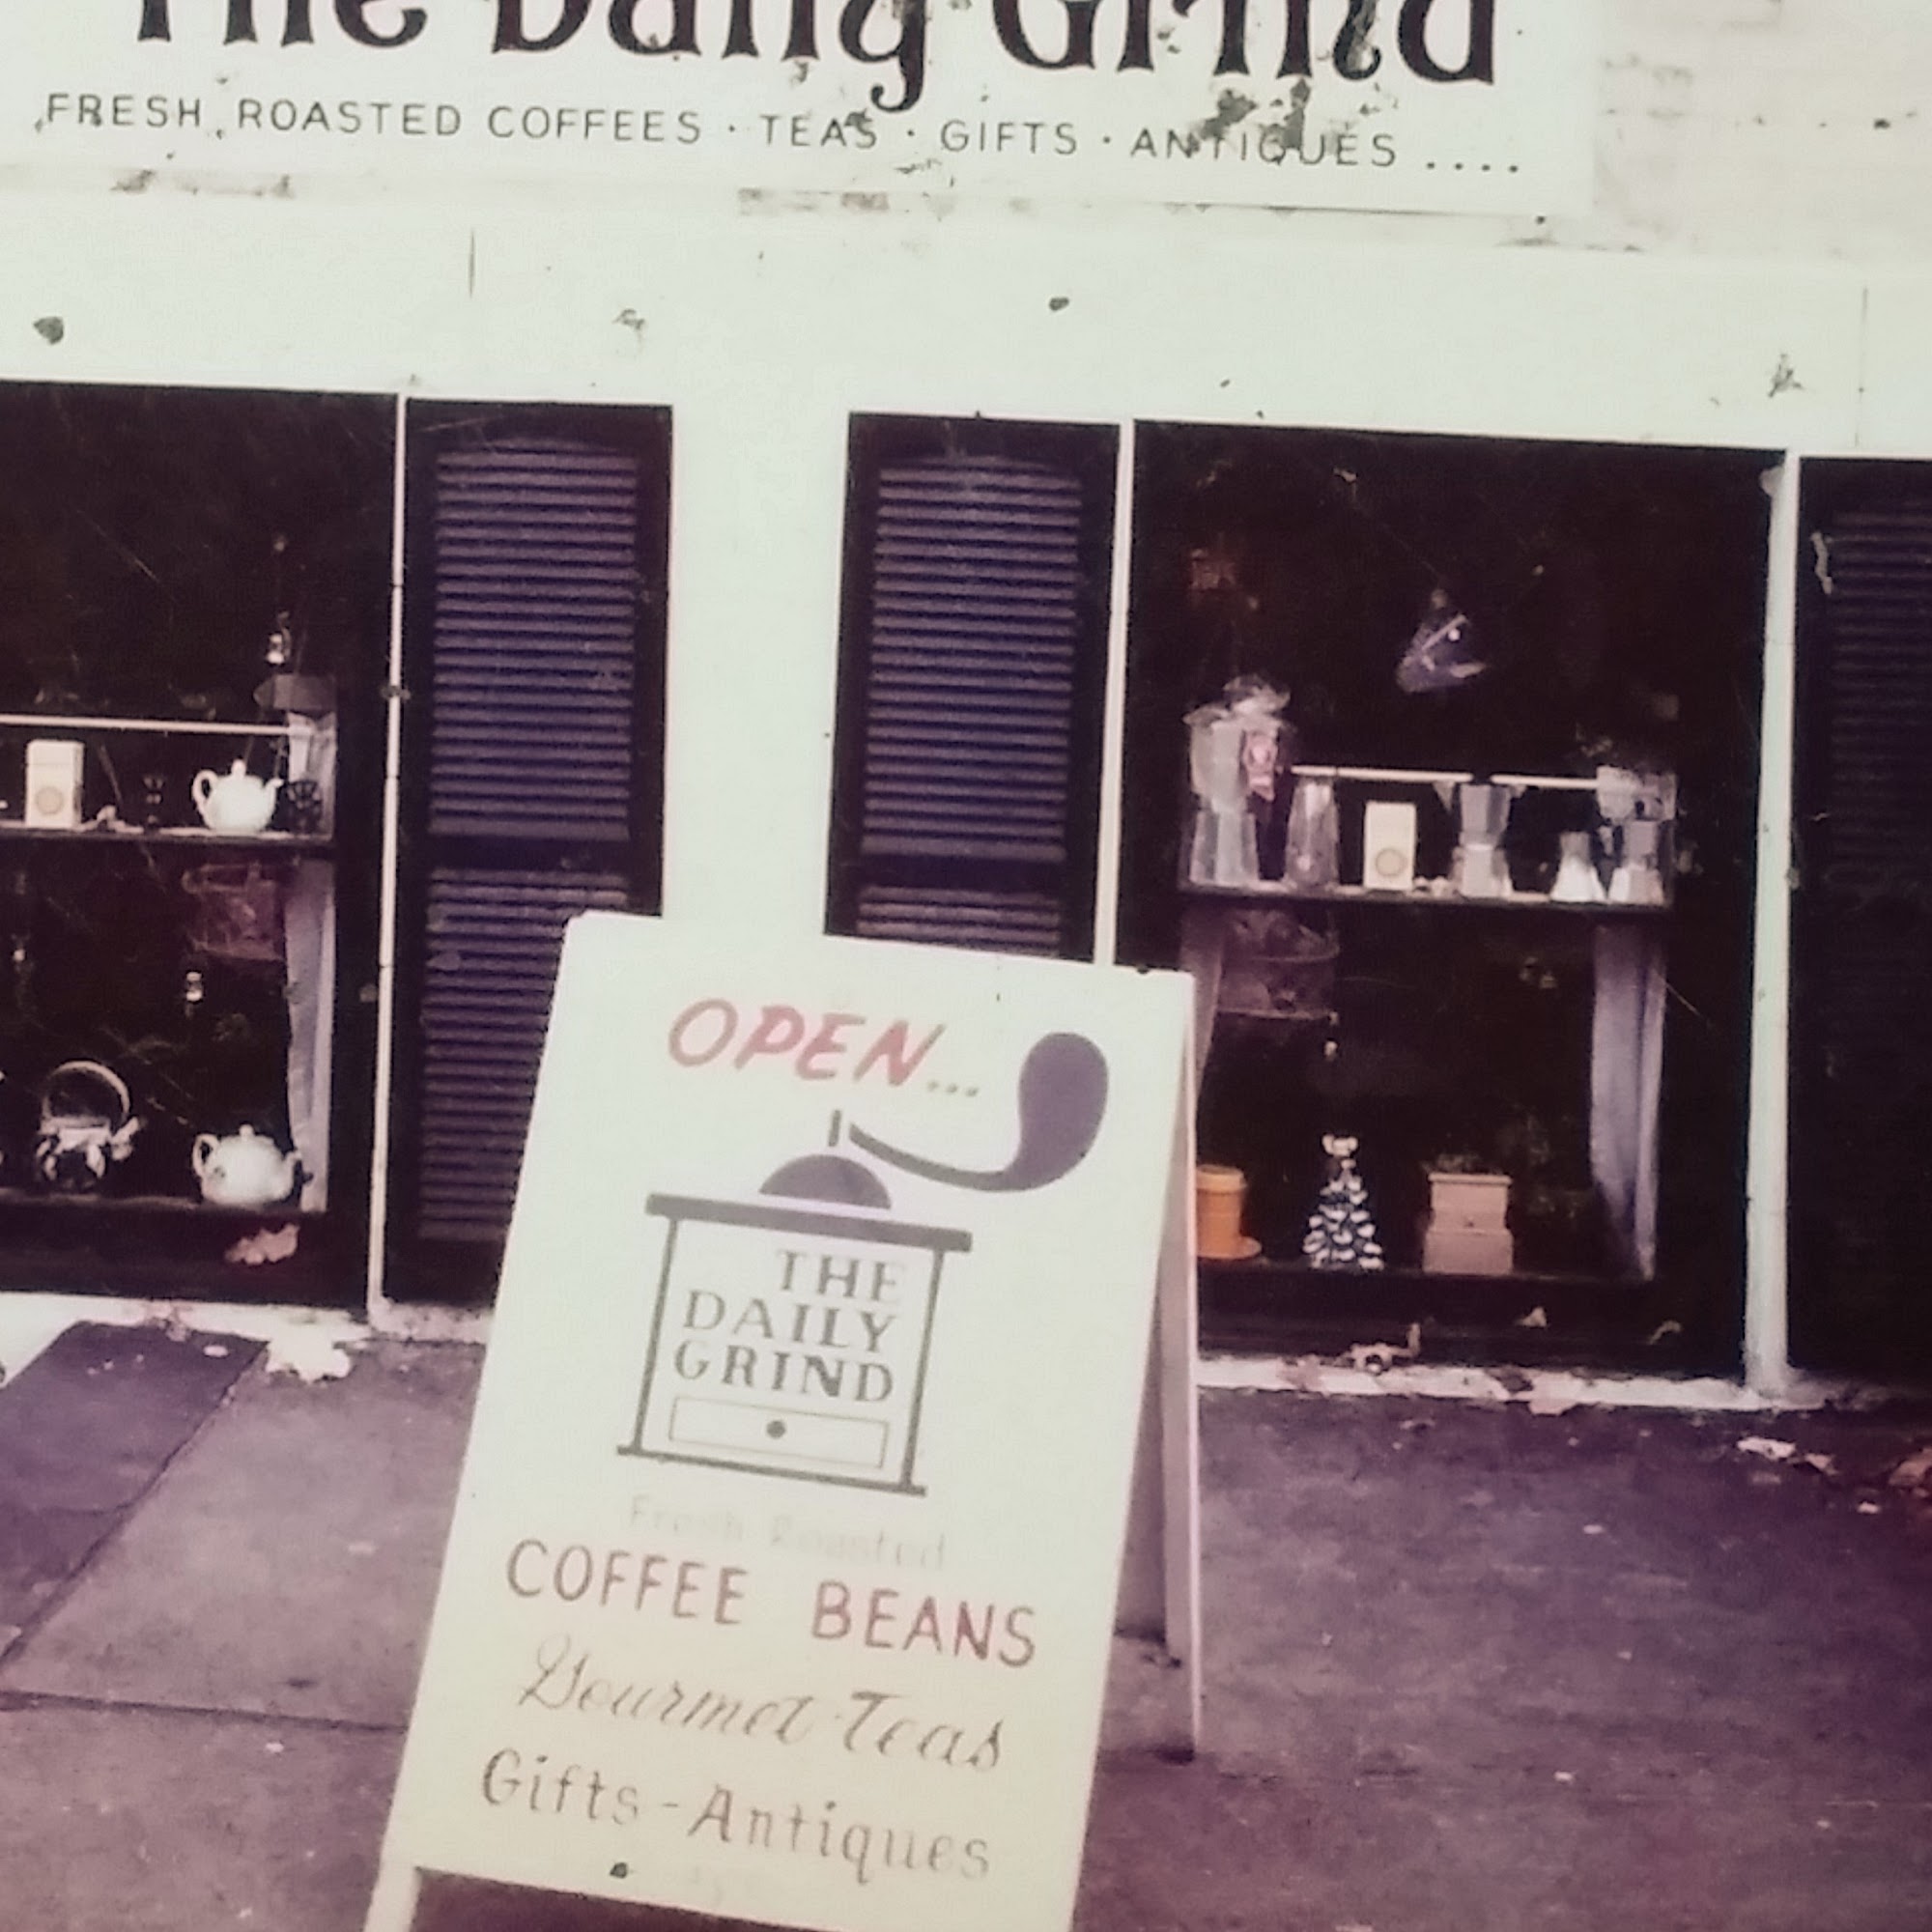 The Daily Grind
FRESH ROASTED COFFEES · TEAS · GIFTS · ANTIQUES ....
OPEN...
THE
DAILY
GRIND
Fresh Roasted
COFFEE BEANS
Gourmet Teas
Gifts - Antiques